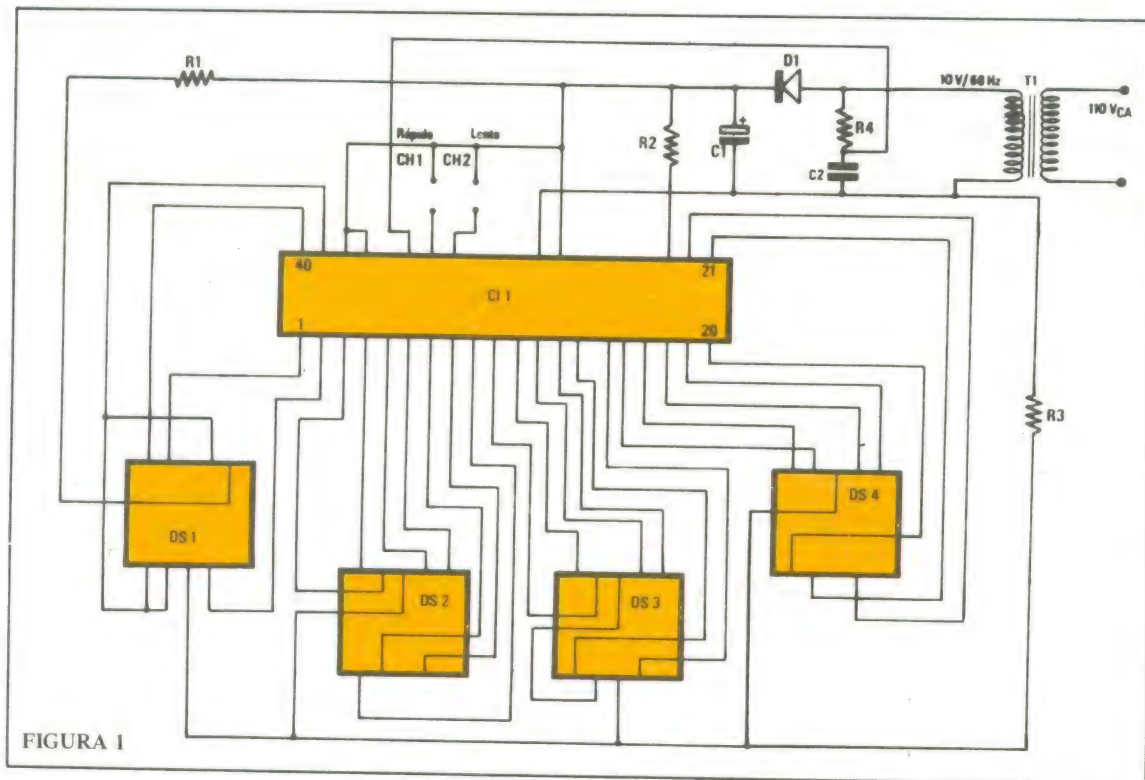 R1
D1
10 V/60 Hz
T1
110 VCA
Rápido
Lento
CH1
CH2
R2
C1
+
R4
C2
40
21
CI 1
1
20
R3
DS 1
DS 2
DS 3
DS 4
FIGURA 1